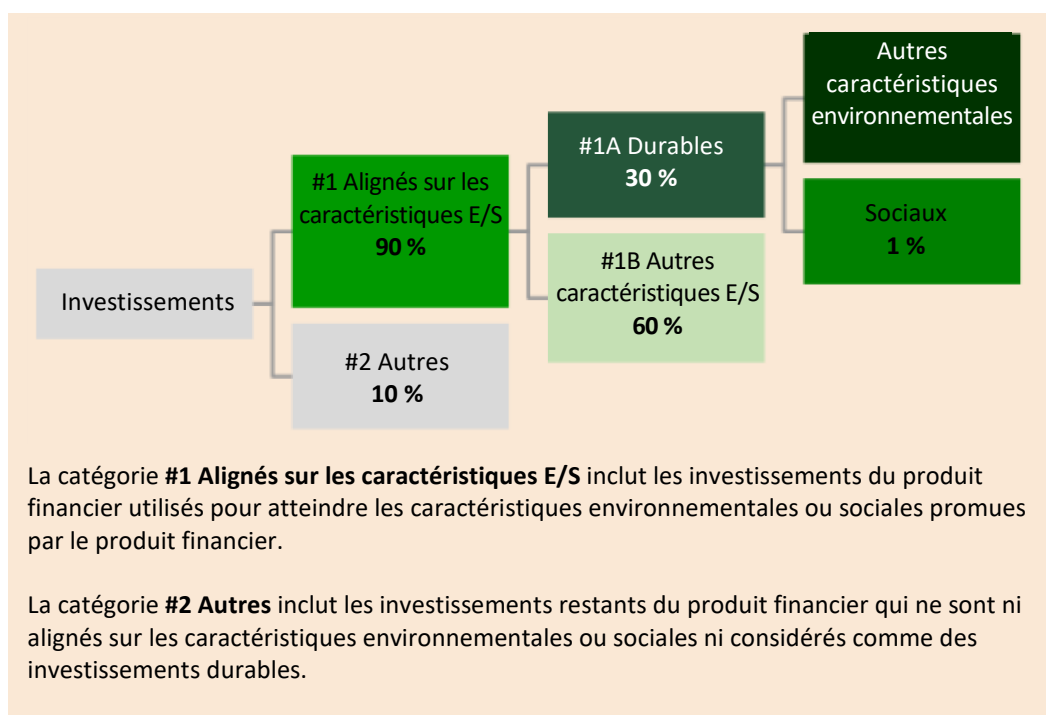 Investissements
#1 Alignés sur les
caractéristiques E/S
90 %
#2 Autres
10 %
#1A Durables
30 %
#1B Autres
caractéristiques E/S
60 %
Autres
caractéristiques
environnementales
Sociaux
1 %
La catégorie #1 Alignés sur les caractéristiques E/S inclut les investissements du produit
financier utilisés pour atteindre les caractéristiques environnementales ou sociales promues
par le produit financier.
La catégorie #2 Autres inclut les investissements restants du produit financier qui ne sont ni
alignés sur les caractéristiques environnementales ou sociales ni considérés comme des
investissements durables.